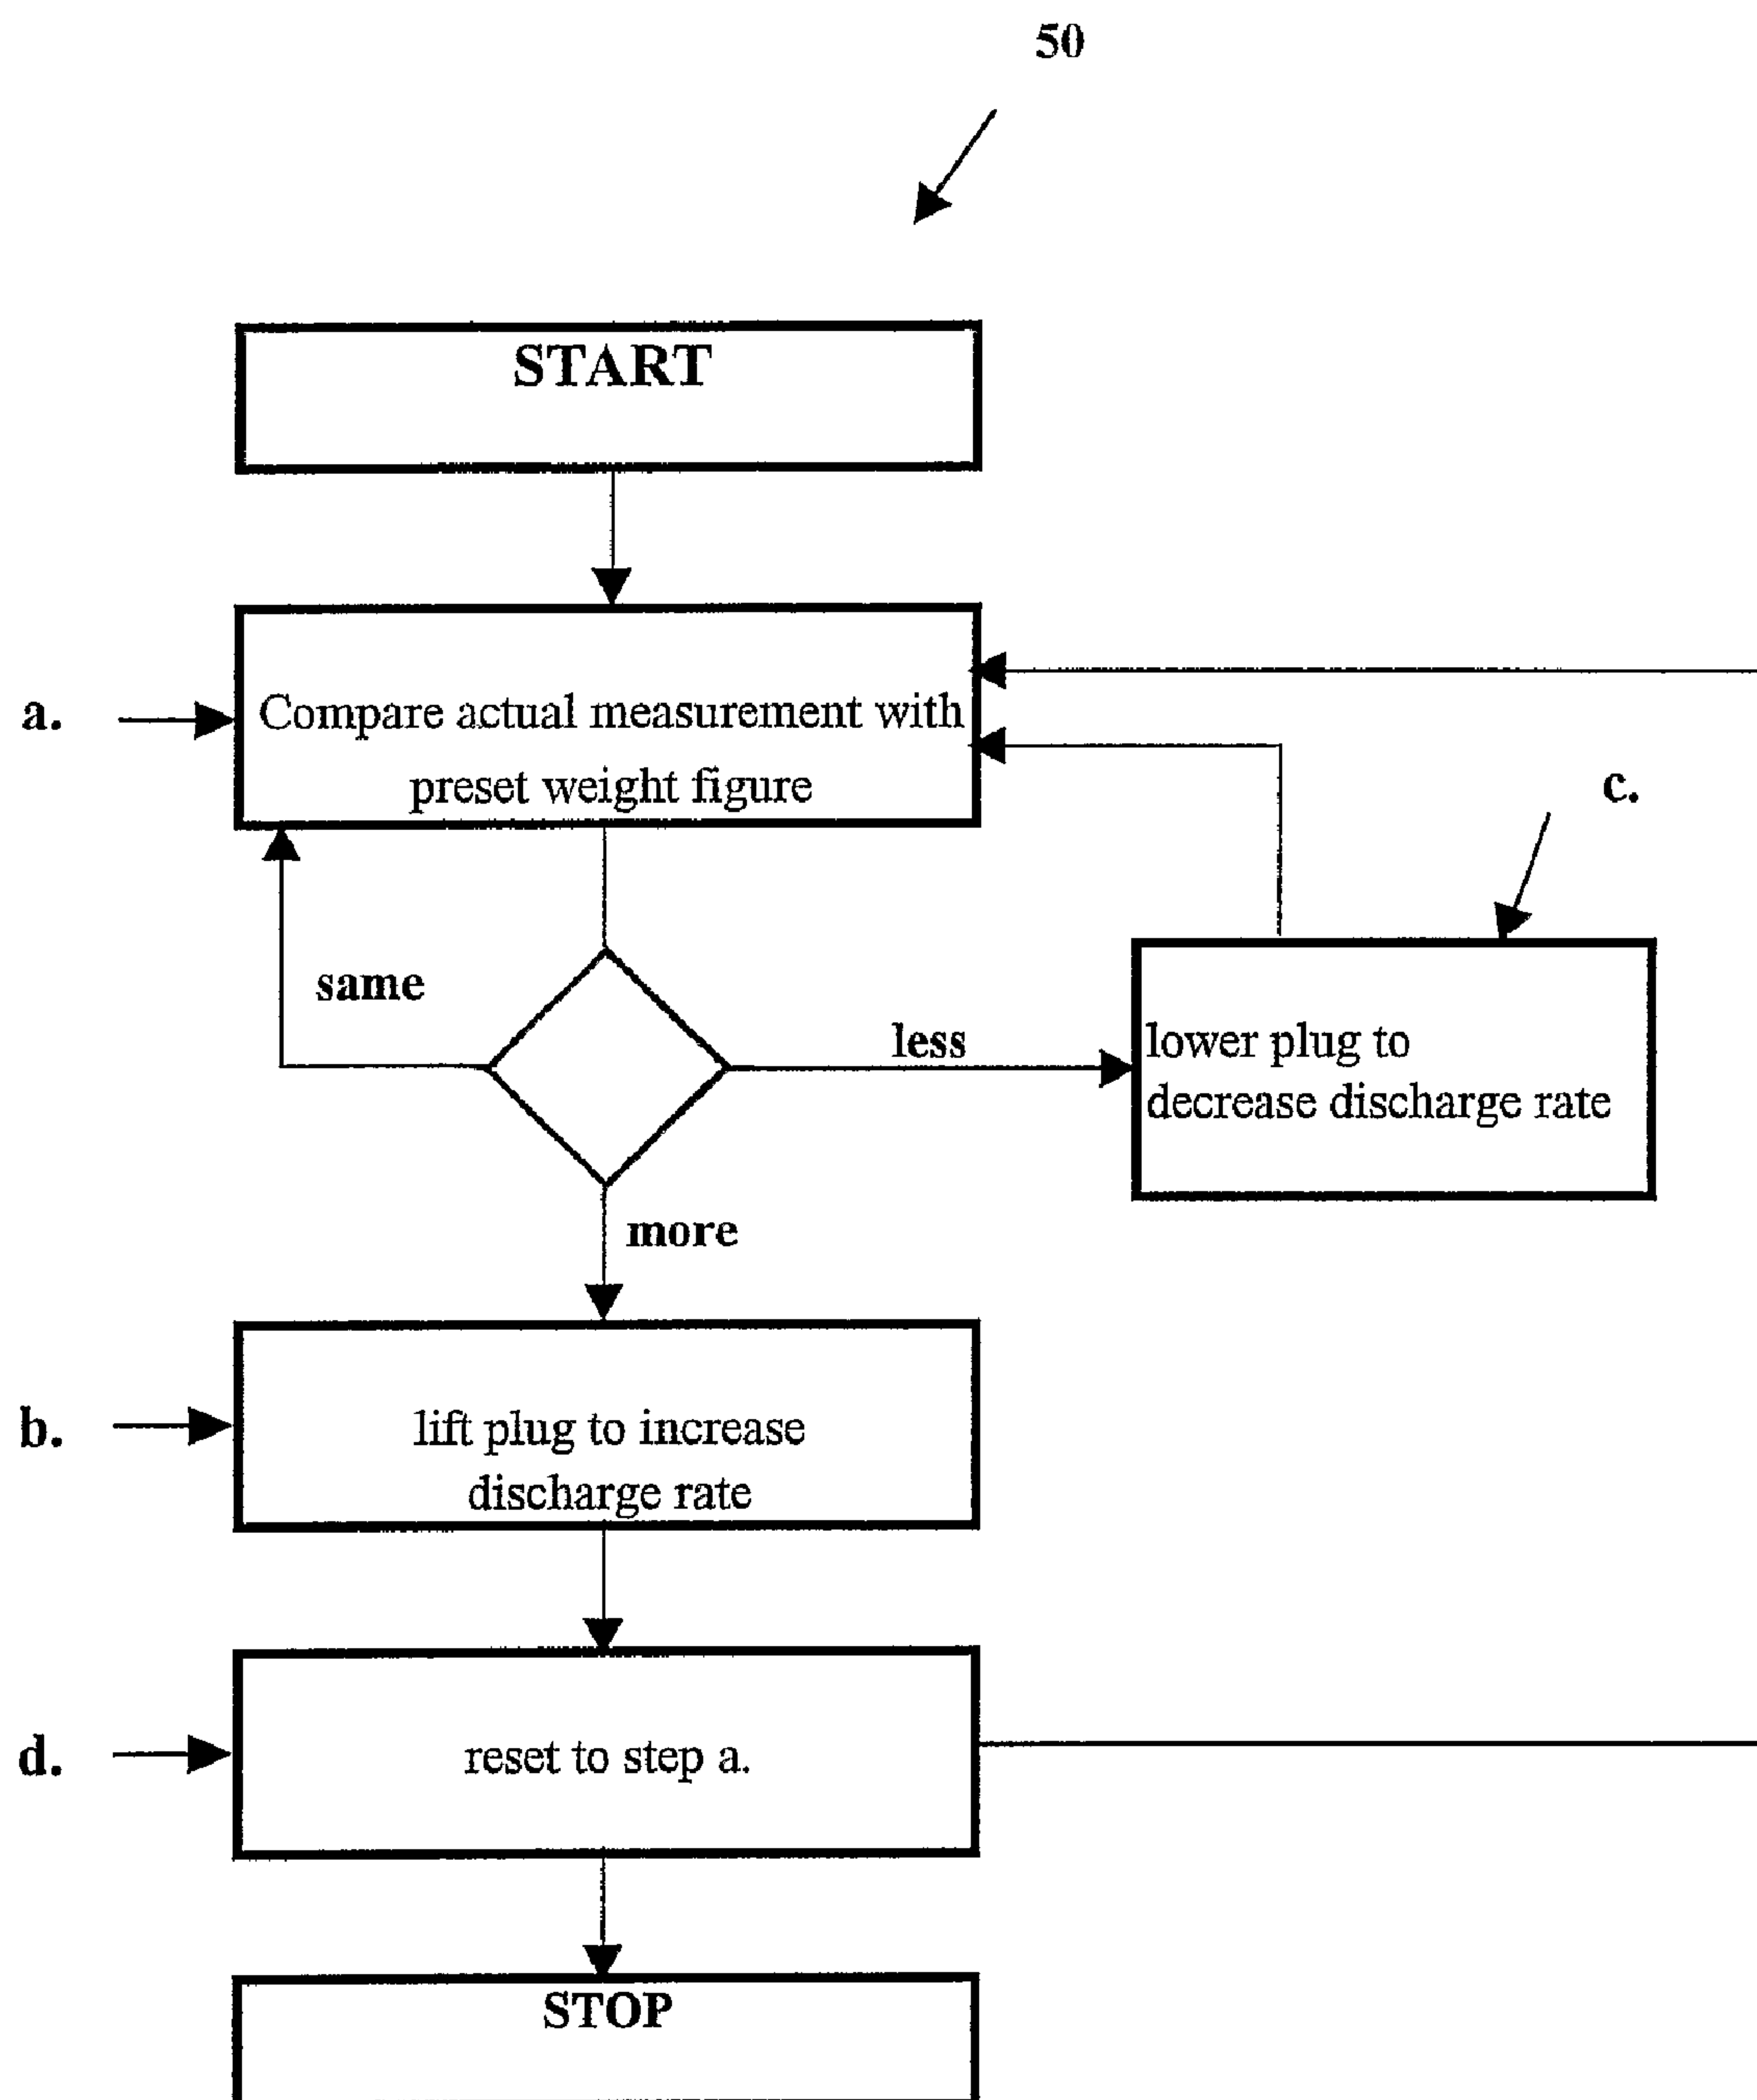 50
START
a.
Compare actual measurement with
preset weight figure
c.
same
less
lower plug to
decrease discharge rate
more
b.
lift plug to increase
discharge rate
d.
reset to step a.
STOP